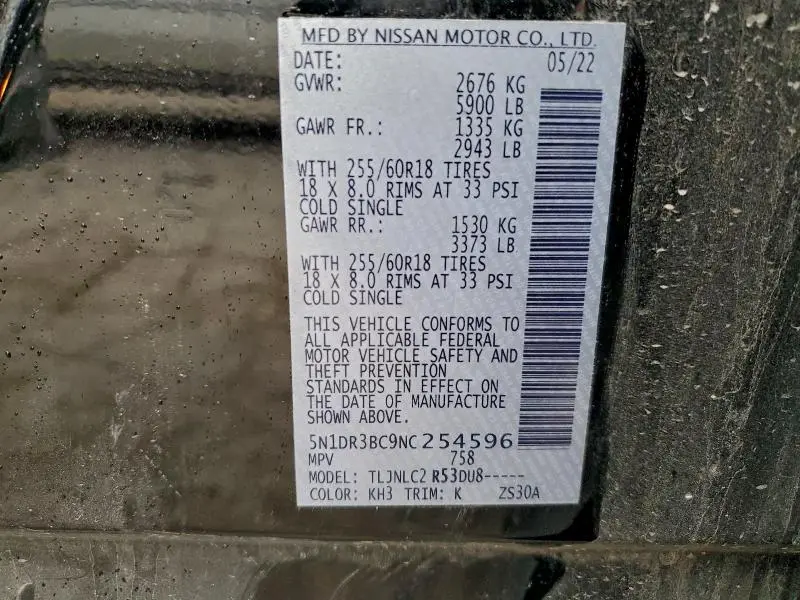 MFD BY NISSAN MOTOR CO., LTD.
DATE: 05/22
GVWR: 2676 KG
5900 LB
GAWR FR.: 1335 KG
2943 LB
WITH 255/60R18 TIRES
18 X 8.0 RIMS AT 33 PSI
COLD SINGLE
GAWR RR.: 1530 KG
3373 LB
WITH 255/60R18 TIRES
18 X 8.0 RIMS AT 33 PSI
COLD SINGLE
THIS VEHICLE CONFORMS TO
ALL APPLICABLE FEDERAL
MOTOR VEHICLE SAFETY AND
THEFT PREVENTION
STANDARDS IN EFFECT ON
THE DATE OF MANUFACTURE
SHOWN ABOVE.
5N1DR3BC9NC254596
MPV 758
MODEL: TLJNLC2 R53DU8-----
COLOR: KH3 TRIM: K ZS30A